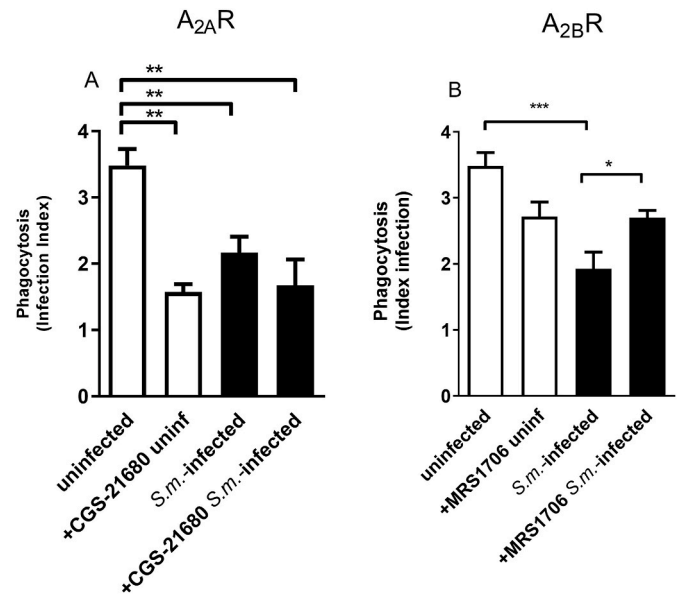 A2AR
A
**
**
**
4
3
2
1
0
Phagocytosis
(Infection Index)
uninfected
+CGS-21680 uninf
S.m.-infected
+CGS-21680 S.m.-infected
A2BR
B
***
*
4
3
2
1
0
Phagocytosis
(Index infection)
uninfected
+MRS1706 uninf
S.m.-infected
+MRS1706 S.m.-infected